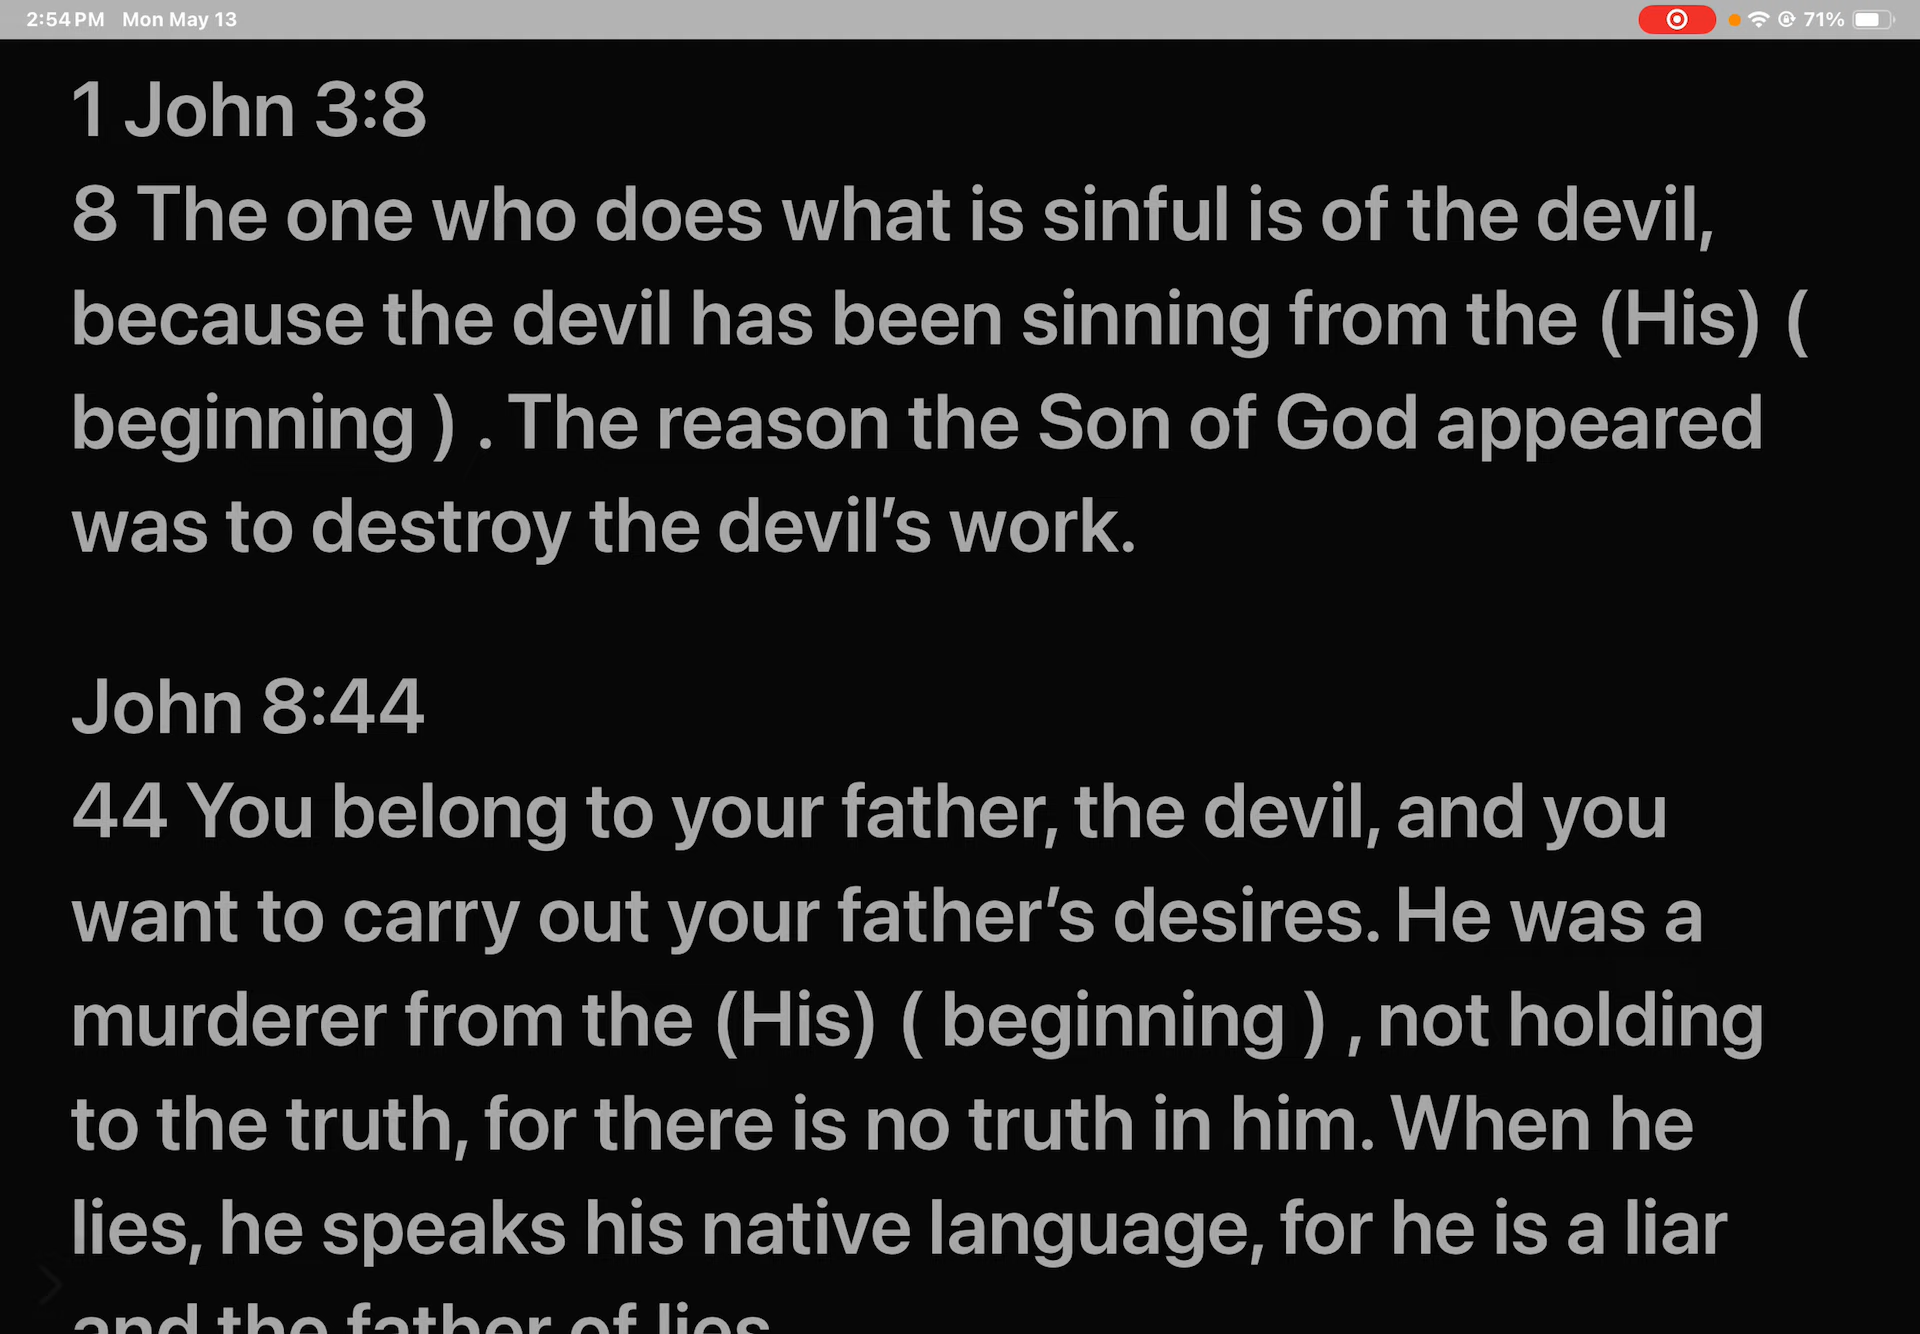 2:54 PM Mon May 13 71%
1 John 3:8
8 The one who does what is sinful is of the devil,
because the devil has been sinning from the (His) (
beginning ) . The reason the Son of God appeared
was to destroy the devil’s work.
John 8:44
44 You belong to your father, the devil, and you
want to carry out your father’s desires. He was a
murderer from the (His) ( beginning ) , not holding
to the truth, for there is no truth in him. When he
lies, he speaks his native language, for he is a liar
and the father of lies.